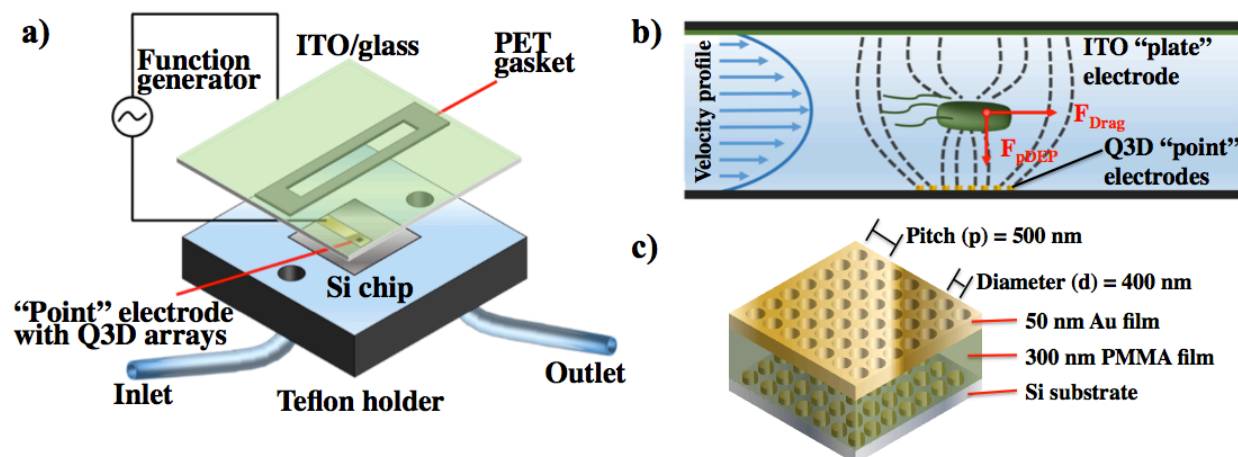 a)
Function
generator
ITO/glass
PET
gasket
Si chip
"Point" electrode
with Q3D arrays
Inlet
Teflon holder
Outlet
b)
Velocity profile
ITO "plate"
electrode
F_Drag
F_pDEP
Q3D "point"
electrodes
c)
Pitch (p) = 500 nm
Diameter (d) = 400 nm
50 nm Au film
300 nm PMMA film
Si substrate